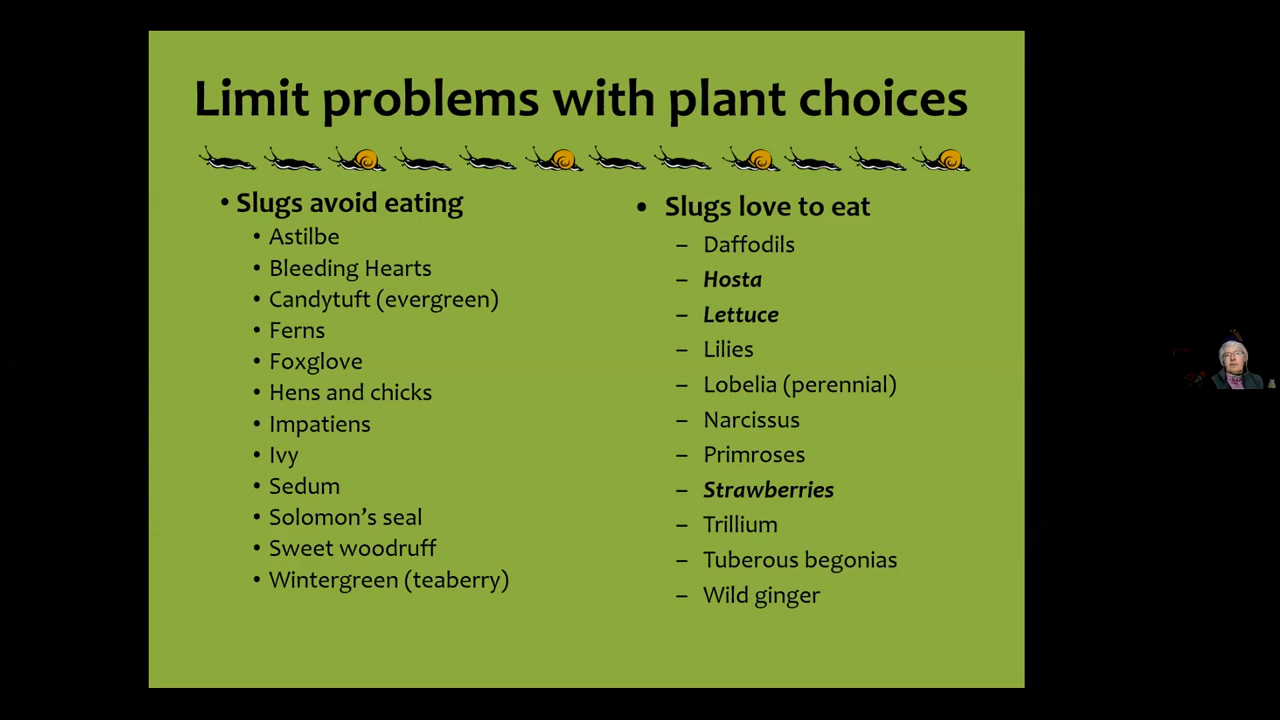 Limit problems with plant choices
• Slugs avoid eating
• Astilbe
• Bleeding Hearts
• Candytuft (evergreen)
• Ferns
• Foxglove
• Hens and chicks
• Impatiens
• Ivy
• Sedum
• Solomon's seal
• Sweet woodruff
• Wintergreen (teaberry)
• Slugs love to eat
– Daffodils
– Hosta
– Lettuce
– Lilies
– Lobelia (perennial)
– Narcissus
– Primroses
– Strawberries
– Trillium
– Tuberous begonias
– Wild ginger